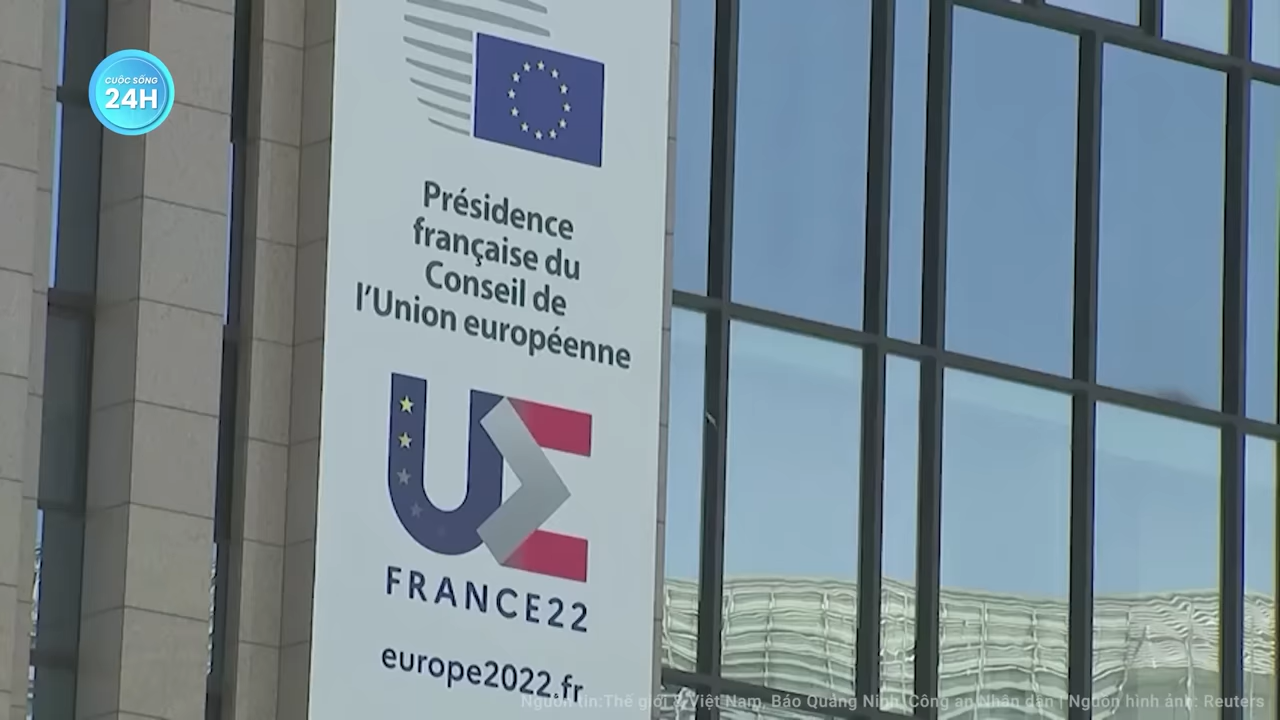 CUỘC SỐNG
24H
Présidence
française du
Conseil de
l'Union européenne
UE
FRANCE22
europe2022.fr
Nguồn tin:Thế giới & Việt Nam, Báo Quảng Ninh, Công an Nhân dân | Nguồn hình ảnh: Reuters